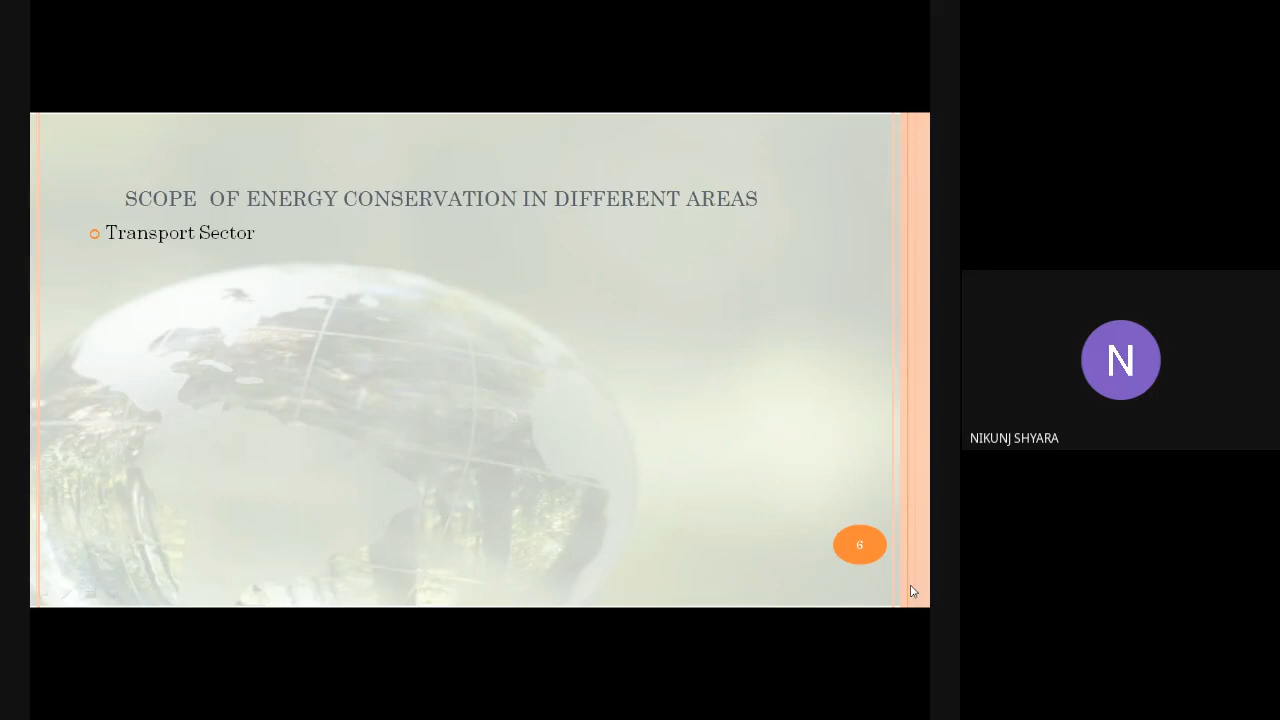 SCOPE OF ENERGY CONSERVATION IN DIFFERENT AREAS
Transport Sector
6
N
NIKUNJ SHYARA